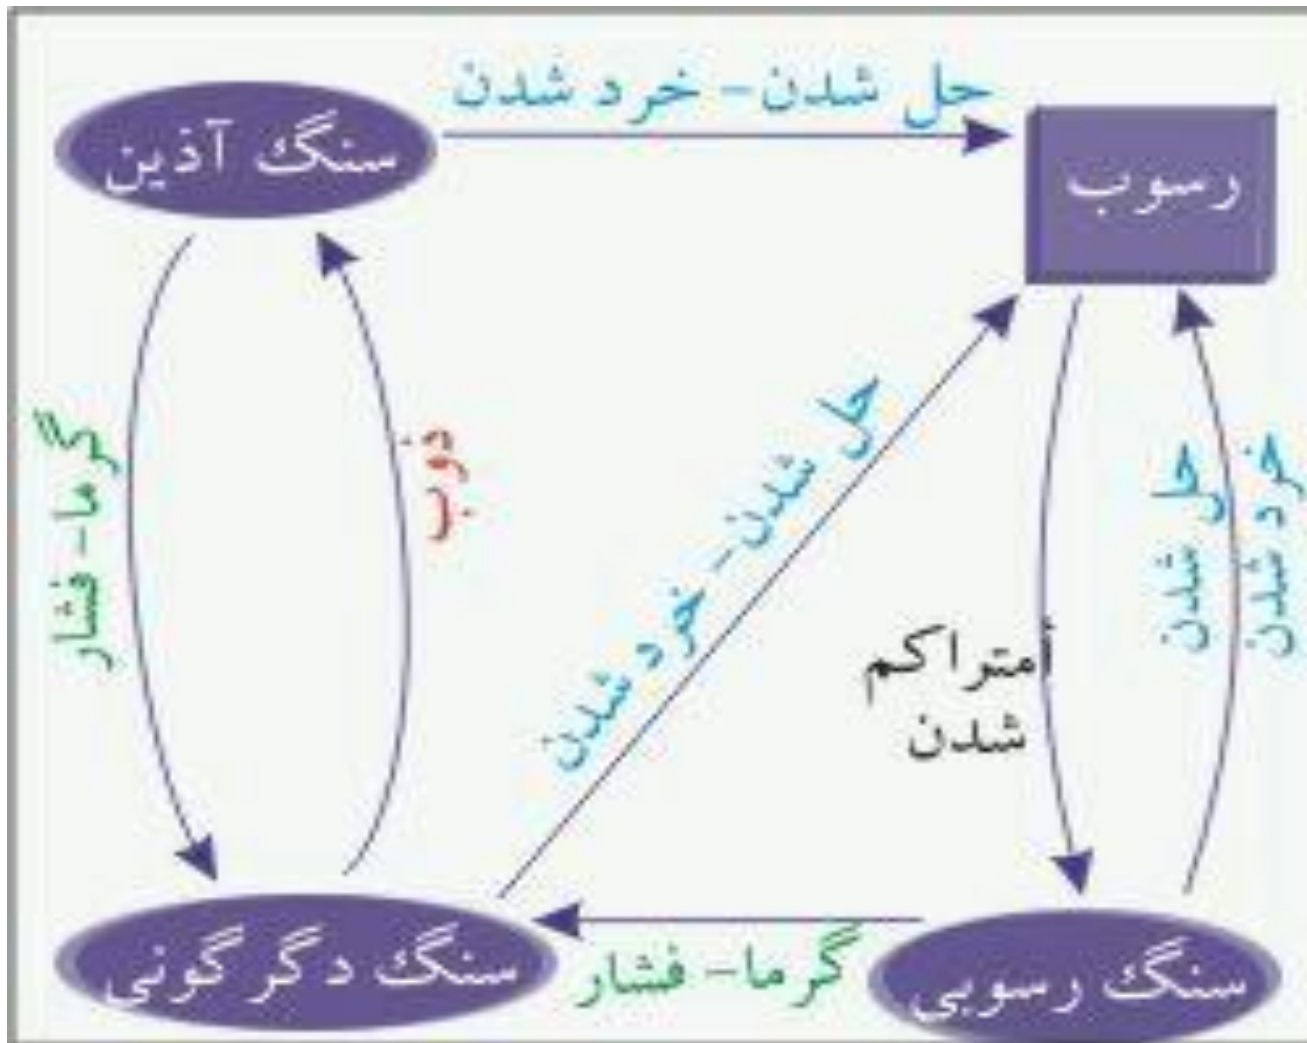 حل شدن - خرد شدن
سنگ آذین
رسوب
گرما - فشار
ذوب
حل شدن - خرد شدن
حل شدن
خرد شدن
متراکم
شدن
سنگ دگرگونی
گرما - فشار
سنگ رسوبی